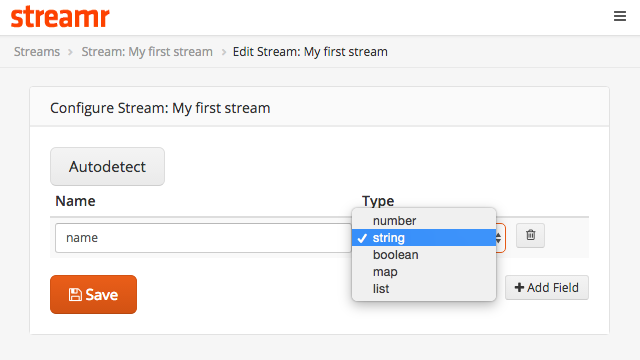 streamr
Streams > Stream: My first stream > Edit Stream: My first stream
Configure Stream: My first stream
Autodetect
Name Type
name
number
✓ string
boolean
map
list
Save
+ Add Field